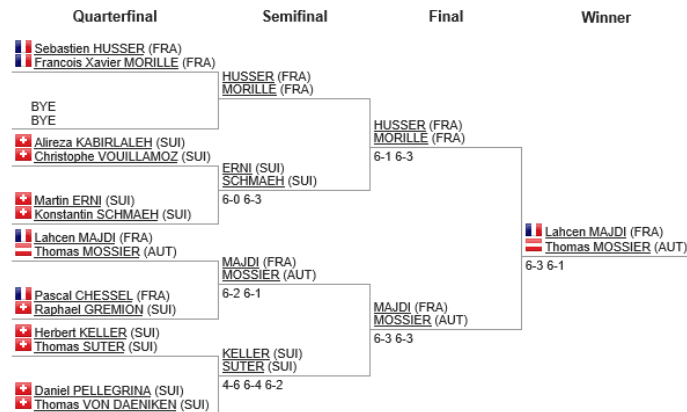 Quarterfinal Semifinal Final Winner
Sebastien HUSSER (FRA)
Francois Xavier MORILLE (FRA)
HUSSER (FRA)
MORILLE (FRA)
BYE
BYE
HUSSER (FRA)
MORILLE (FRA)
6-1 6-3
Alireza KABIRLALEH (SUI)
Christophe VOUILLAMOZ (SUI)
ERNI (SUI)
SCHMAEH (SUI)
6-0 6-3
Martin ERNI (SUI)
Konstantin SCHMAEH (SUI)
Lahcen MAJDI (FRA)
Thomas MOSSIER (AUT)
6-3 6-1
Lahcen MAJDI (FRA)
Thomas MOSSIER (AUT)
MAJDI (FRA)
MOSSIER (AUT)
6-2 6-1
Pascal CHESSEL (FRA)
Raphael GREMION (SUI)
MAJDI (FRA)
MOSSIER (AUT)
6-3 6-3
Herbert KELLER (SUI)
Thomas SUTER (SUI)
KELLER (SUI)
SUTER (SUI)
4-6 6-4 6-2
Daniel PELLEGRINA (SUI)
Thomas VON DAENIKEN (SUI)